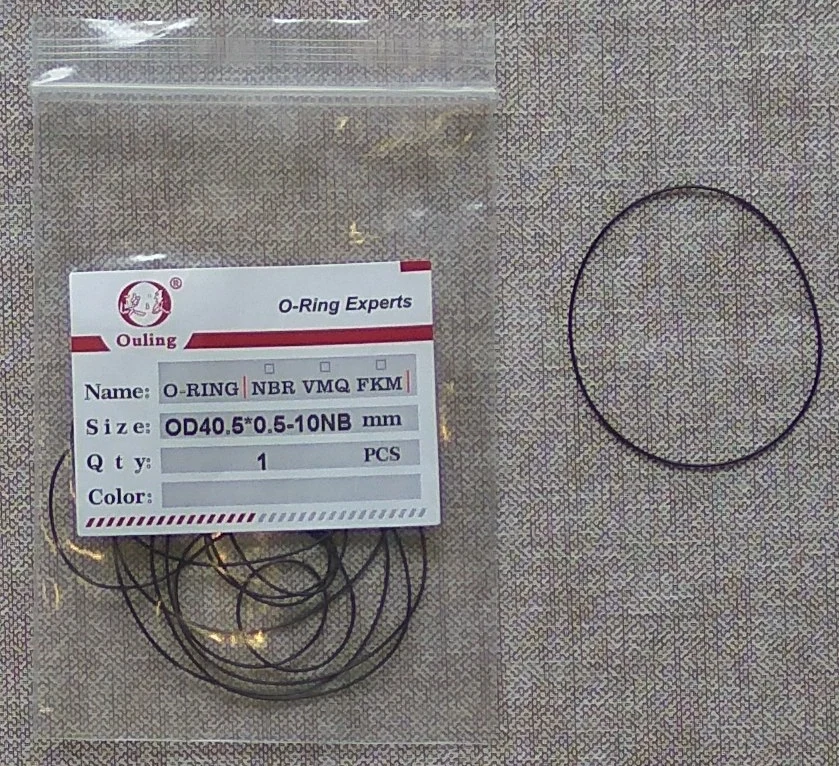 ®
O-Ring Experts
Ouling
Name: O-RING NBR VMQ FKM
Size: OD40.5*0.5-10NB mm
Qty: 1 PCS
Color: